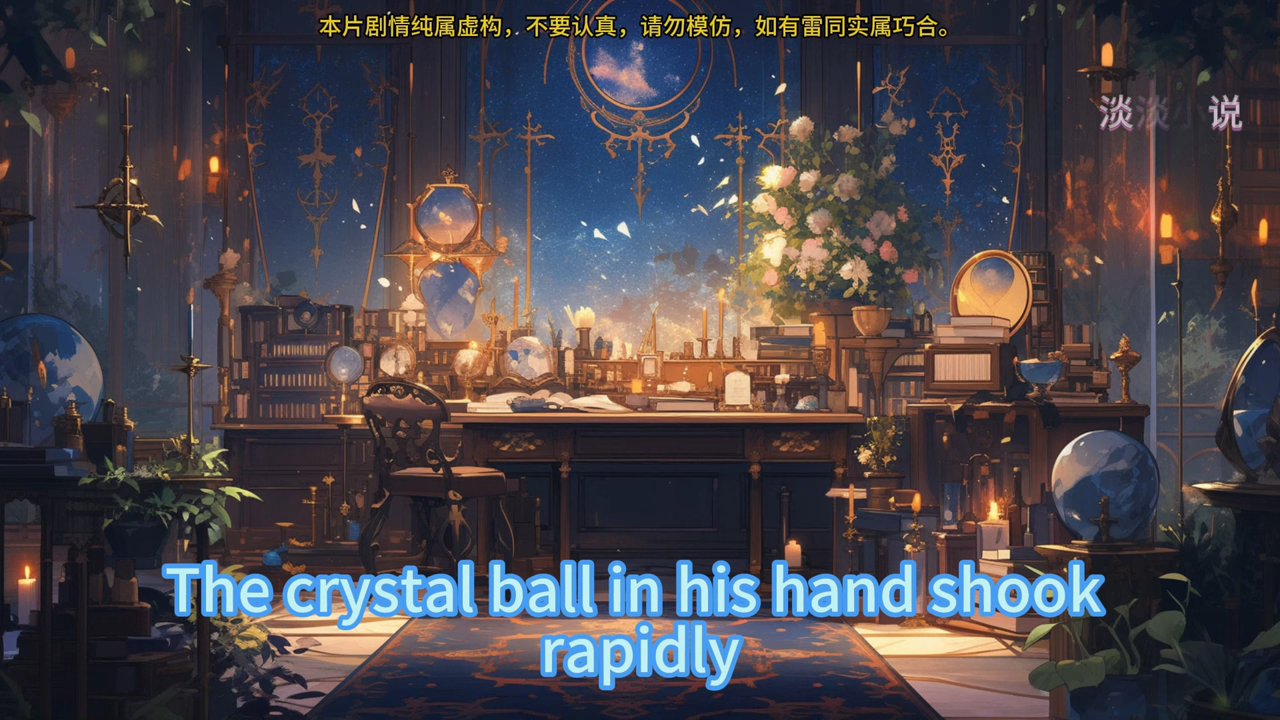 本片剧情纯属虚构，不要认真，请勿模仿，如有雷同实属巧合。
淡淡小说
The crystal ball in his hand shook
rapidly